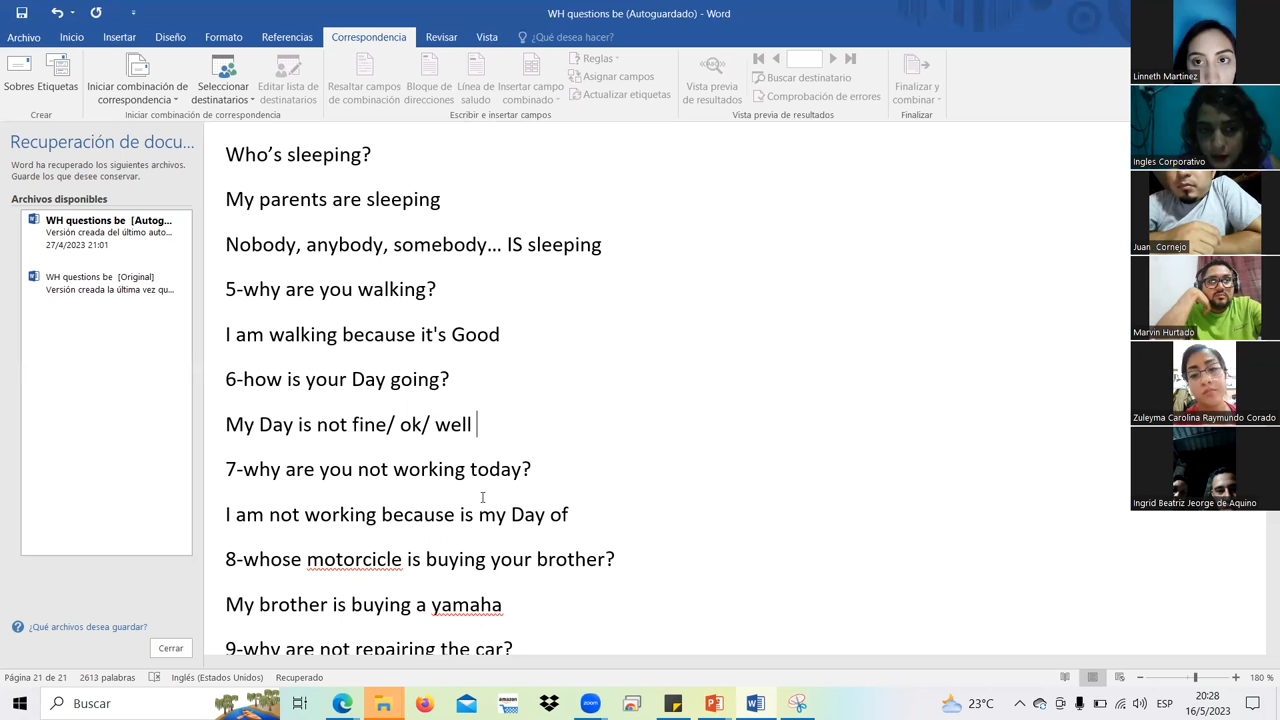 WH questions be (Autoguardado) - Word
Archivo Inicio Insertar Diseño Formato Referencias Correspondencia Revisar Vista ¿Qué desea hacer?
Sobres Etiquetas
Crear
Iniciar combinación de correspondencia
Seleccionar destinatarios
Editar lista de destinatarios
Iniciar combinación de correspondencia
Resaltar campos de combinación
Bloque de direcciones
Línea de saludo
Insertar campo combinado
Reglas
Asignar campos
Actualizar etiquetas
Escribir e insertar campos
ABC
Vista previa de resultados
Buscar destinatario
Comprobación de errores
Vista previa de resultados
Finalizar y combinar
Finalizar
Recuperación de docu...
Word ha recuperado los siguientes archivos.
Guarde los que desee conservar.
Archivos disponibles
WH questions be [Autog...
Versión creada del último auto...
27/4/2023 21:01
WH questions be [Original]
Versión creada la última vez qu...
¿Qué archivos desea guardar?
Cerrar
Who’s sleeping?
My parents are sleeping
Nobody, anybody, somebody... IS sleeping
5-why are you walking?
I am walking because it's Good
6-how is your Day going?
My Day is not fine/ ok/ well
7-why are you not working today?
I am not working because is my Day of
8-whose motorcicle is buying your brother?
My brother is buying a yamaha
9-why are not repairing the car?
Linneth Martinez
Ingles Corporativo
Juan Cornejo
Marvin Hurtado
Zuleyma Carolina Raymundo Corado
Ingrid Beatriz Jeorge de Aquino
Página 21 de 21 2613 palabras Inglés (Estados Unidos) Recuperado 180 %
Buscar
amazon
zoom
23°C ESP 20:28
16/5/2023